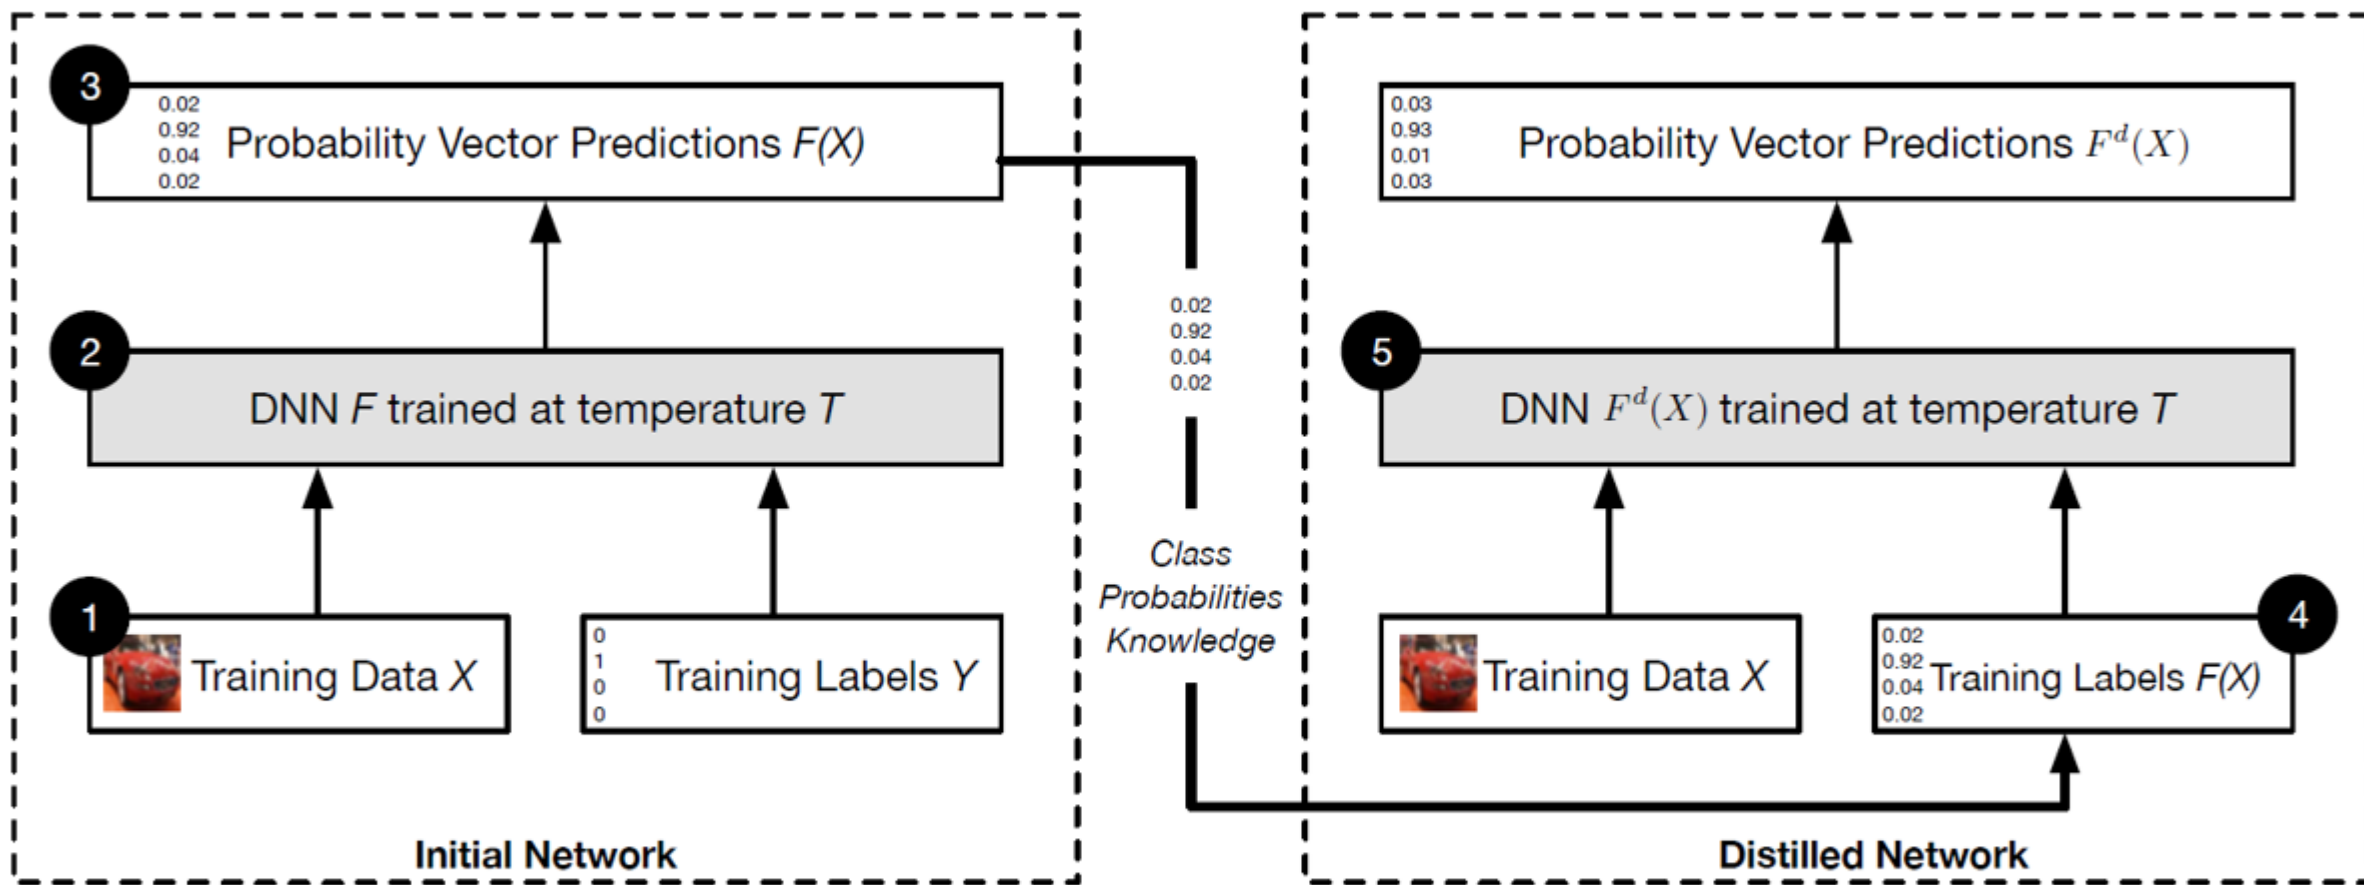 3
0.02
0.92
0.04
0.02
Probability Vector Predictions F(X)
2
DNN F trained at temperature T
1
Training Data X
0
1
0
0
Training Labels Y
Initial Network
0.02
0.92
0.04
0.02
Class
Probabilities
Knowledge
0.03
0.93
0.01
0.03
Probability Vector Predictions F^d(X)
5
DNN F^d(X) trained at temperature T
Training Data X
4
0.02
0.92
0.04
0.02
Training Labels F(X)
Distilled Network